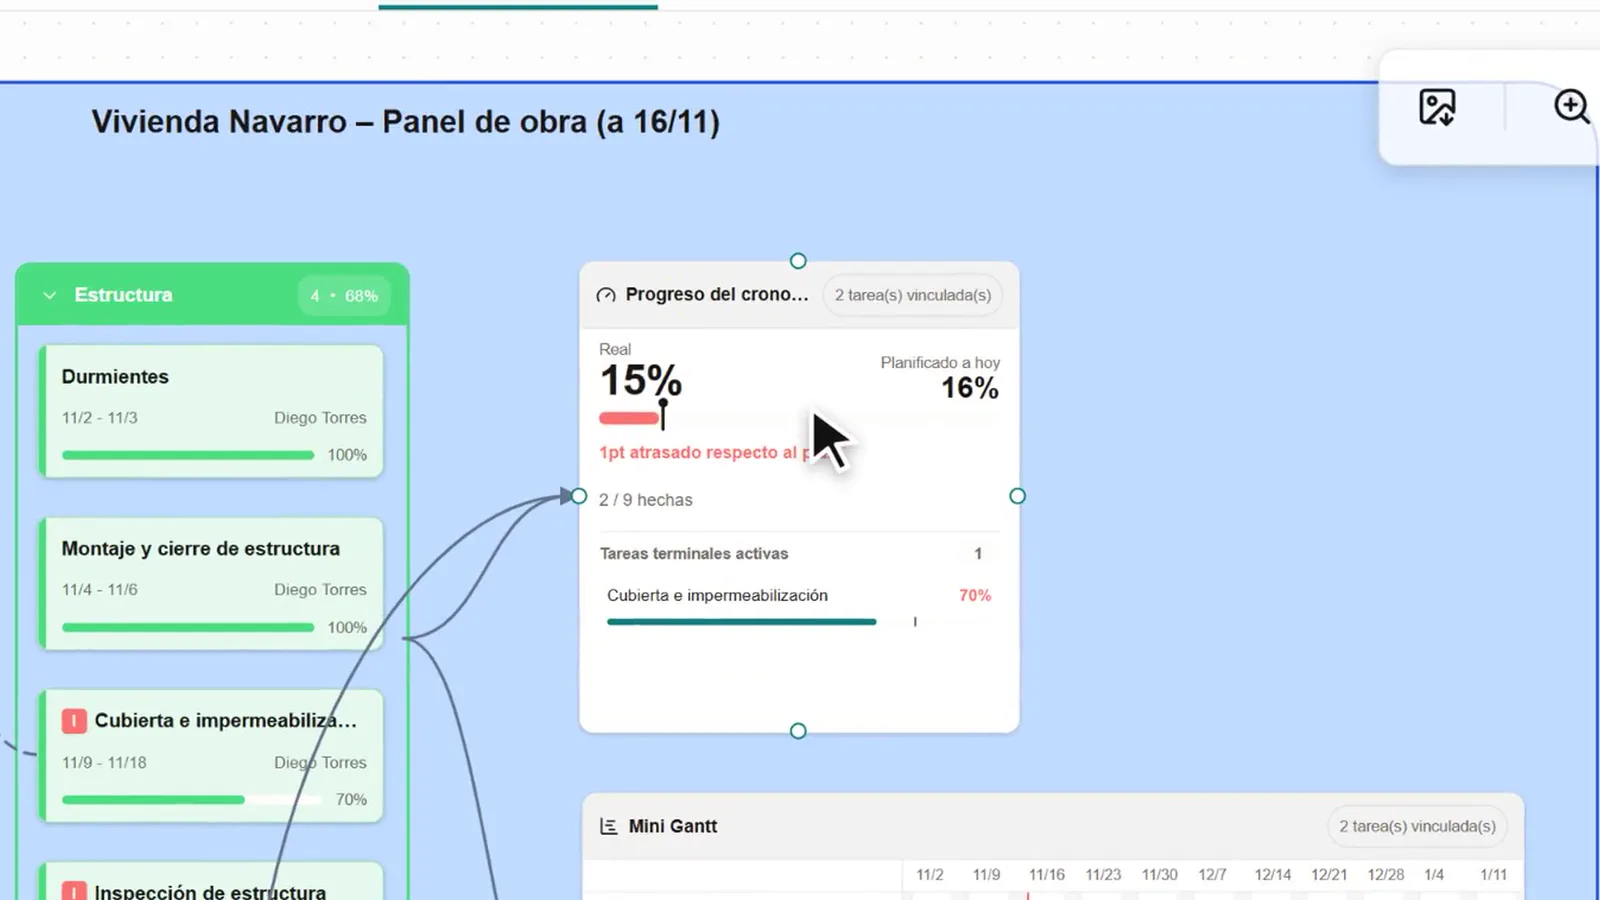 Vivienda Navarro – Panel de obra (a 16/11)
Estructura
4 • 68%
Durmientes
11/2 - 11/3
Diego Torres
100%
Montaje y cierre de estructura
11/4 - 11/6
Diego Torres
100%
I Cubierta e impermeabiliza...
11/9 - 11/18
Diego Torres
70%
I Inspección de estructura
Progreso del crono...
2 tarea(s) vinculada(s)
Real
15%
Planificado a hoy
16%
1pt atrasado respecto al
2 / 9 hechas
Tareas terminales activas
1
Cubierta e impermeabilización
70%
Mini Gantt
2 tarea(s) vinculada(s)
11/2 11/9 11/16 11/23 11/30 12/7 12/14 12/21 12/28 1/4 1/11